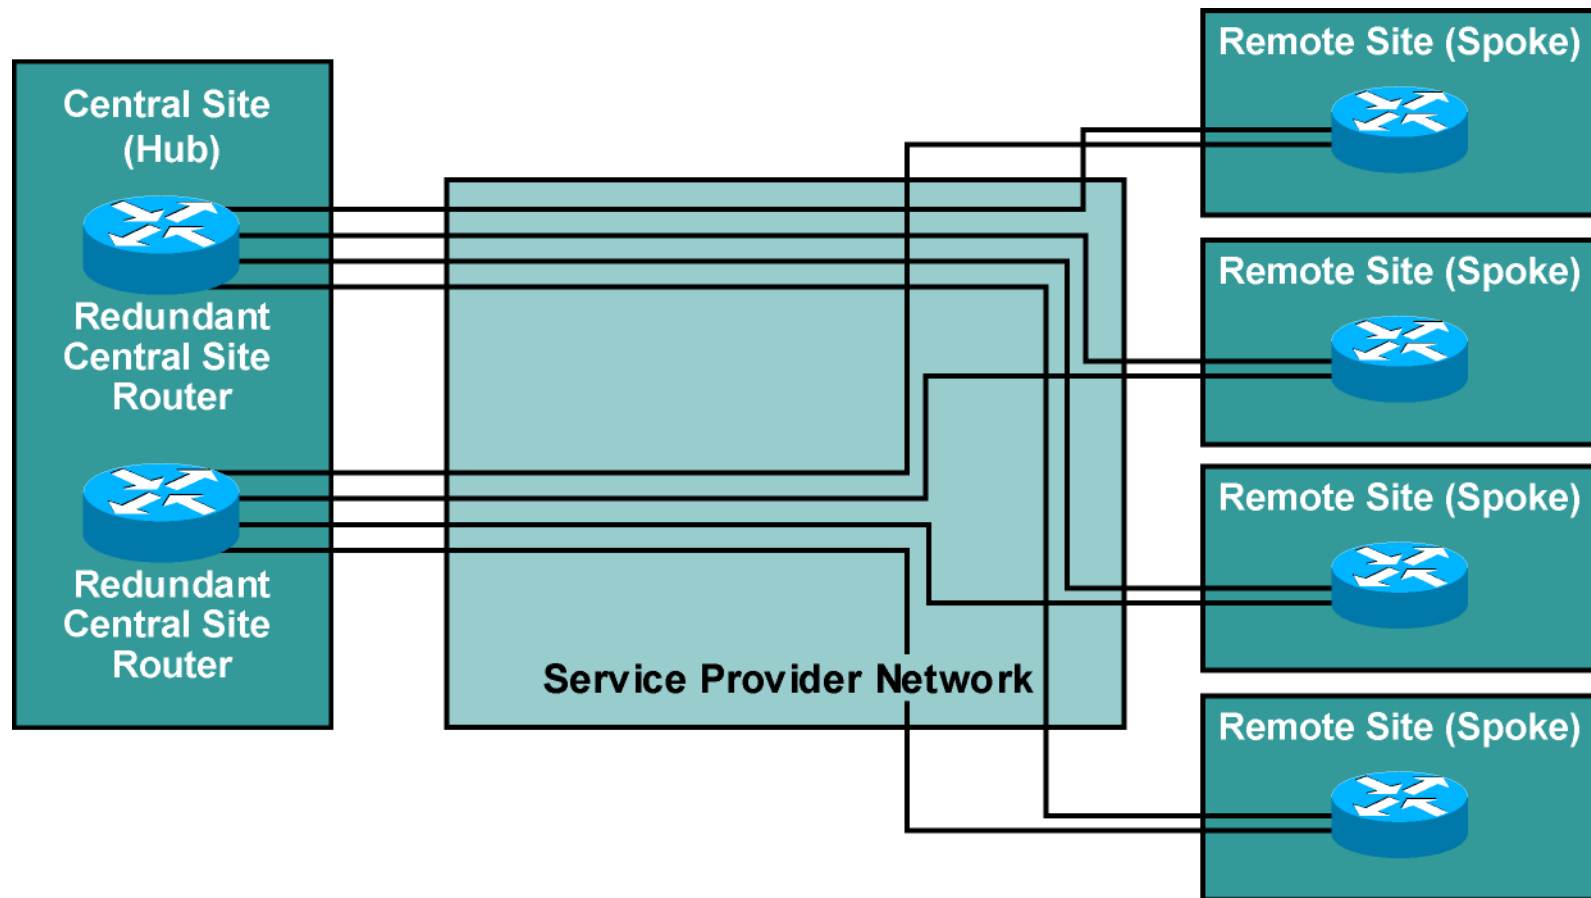 Central Site
(Hub)
Redundant
Central Site
Router
Redundant
Central Site
Router
Service Provider Network
Remote Site (Spoke)
Remote Site (Spoke)
Remote Site (Spoke)
Remote Site (Spoke)